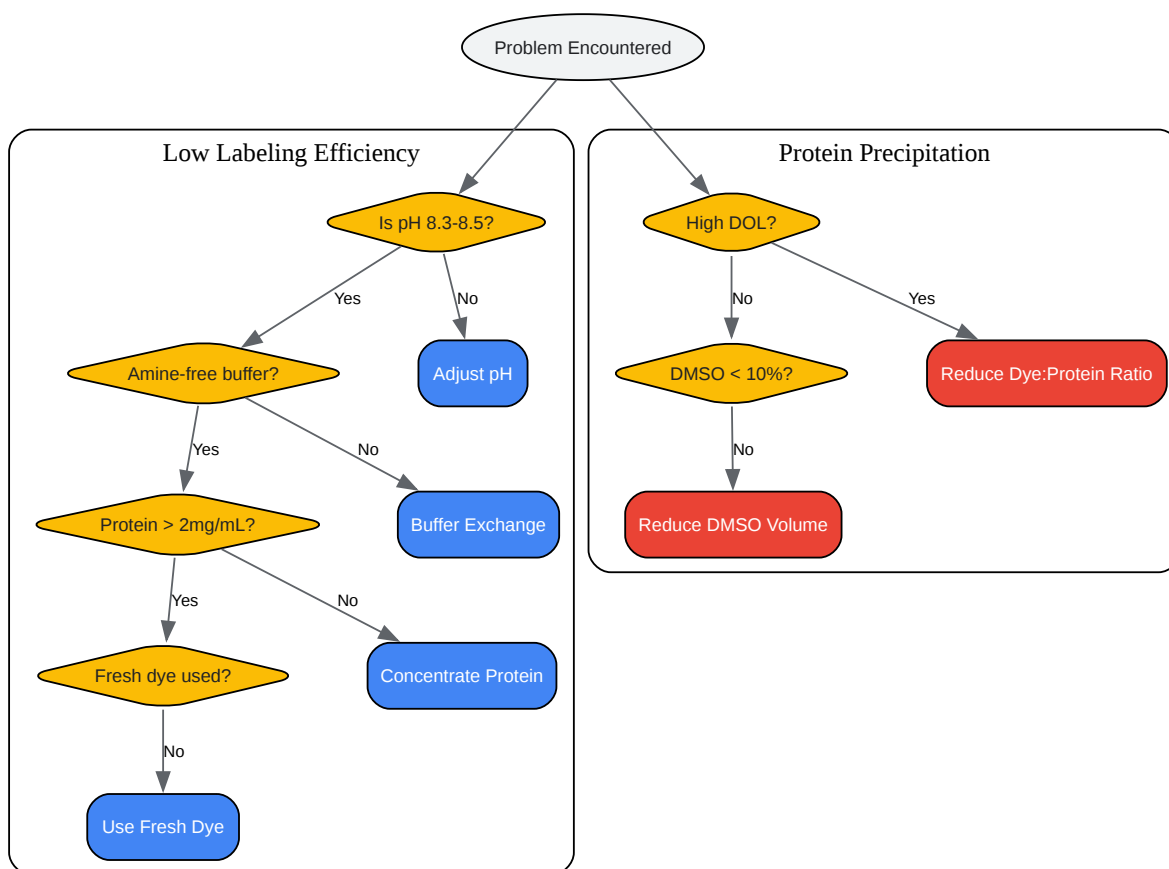 Problem Encountered
Low Labeling Efficiency
Protein Precipitation
Is pH 8.3-8.5?
High DOL?
Yes
No
No
Yes
Amine-free buffer?
Adjust pH
DMSO < 10%?
Reduce Dye:Protein Ratio
Yes
No
No
Protein > 2mg/mL?
Buffer Exchange
Reduce DMSO Volume
Yes
No
Fresh dye used?
Concentrate Protein
No
Use Fresh Dye